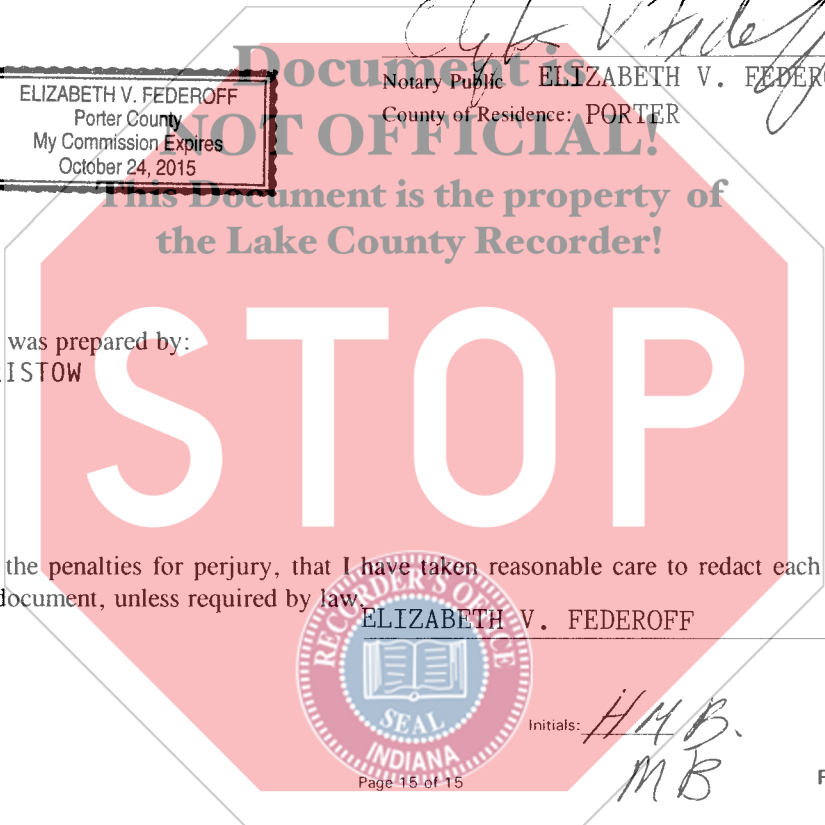 Document is
Notary Public ELIZABETH V. FEDERO
ELIZABETH V. FEDEROFF
Porter County
My Commission Expires
October 24, 2015
County of Residence: PORTER
NOT OFFICIAL!
This Document is the property of
the Lake County Recorder!
was prepared by:
ISTOW
STOP
the penalties for perjury, that I have taken reasonable care to redact each
document, unless required by law.
ELIZABETH V. FEDEROFF
RECORDER'S OFFICE
SEAL
INDIANA
Initials: HMB.
MB
Page 15 of 15